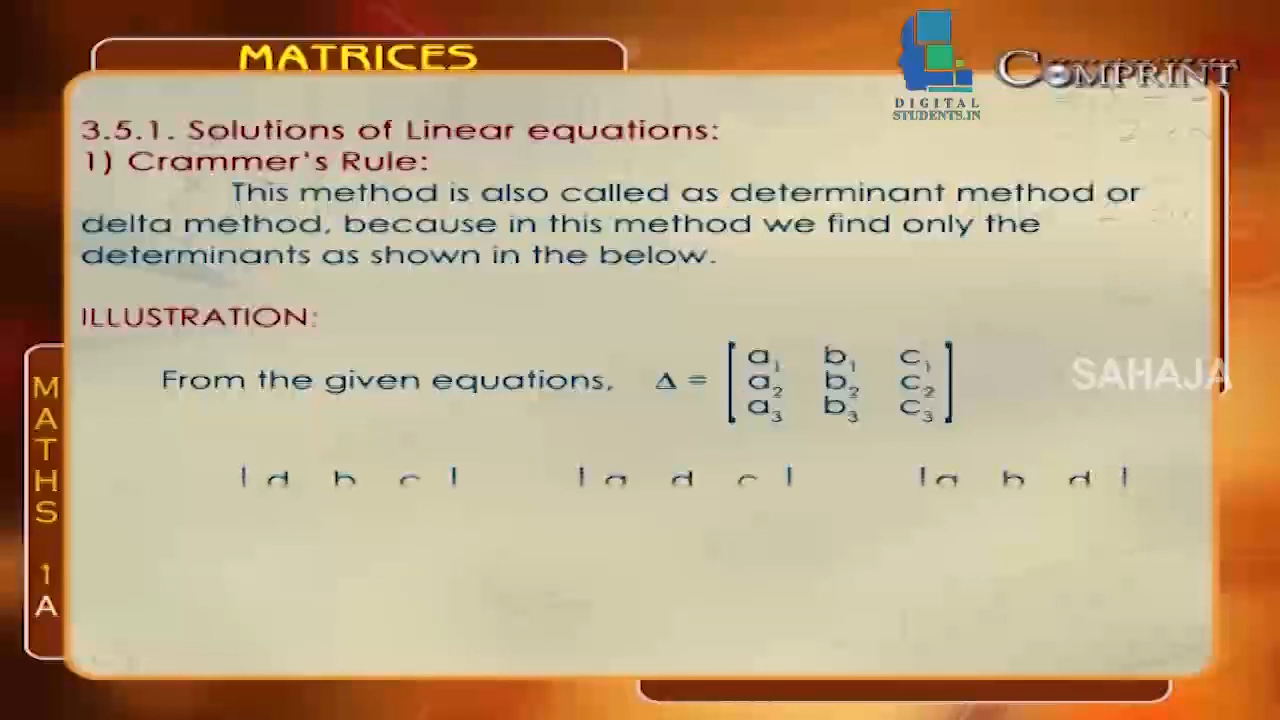 MATRICES
DIGITAL
STUDENTS.IN
COMPRINT
3.5.1. Solutions of Linear equations:
1) Crammer's Rule:
This method is also called as determinant method or
delta method, because in this method we find only the
determinants as shown in the below.
ILLUSTRATION:
From the given equations, Δ = [ a₁ b₁ c₁
a₂ b₂ c₂
a₃ b₃ c₃ ]
SAHAJA
MATHS 1A